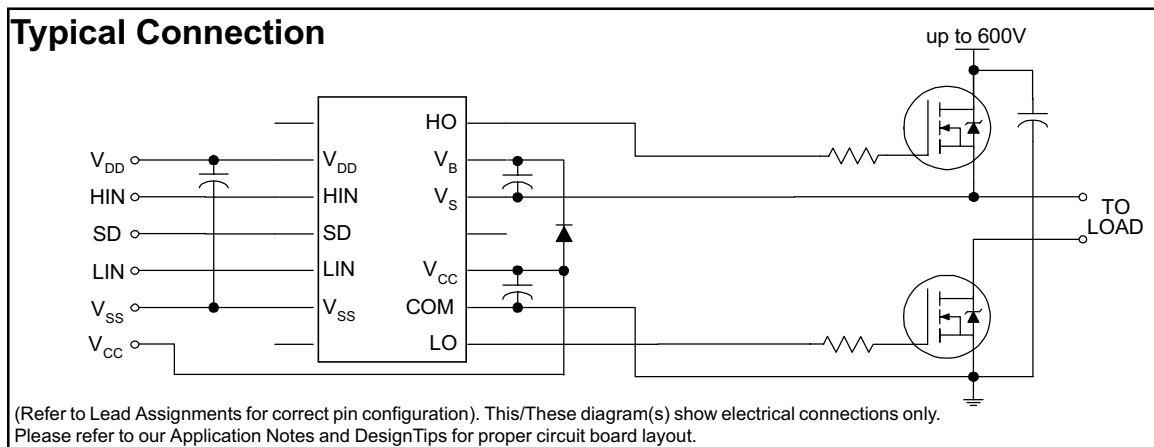 Typical Connection
up to 600V
HO
V_DD
V_DD
V_B
HIN
HIN
V_S
TO
LOAD
SD
SD
LIN
LIN
V_CC
V_SS
V_SS
COM
V_CC
LO
(Refer to Lead Assignments for correct pin configuration). This/These diagram(s) show electrical connections only.
Please refer to our Application Notes and DesignTips for proper circuit board layout.